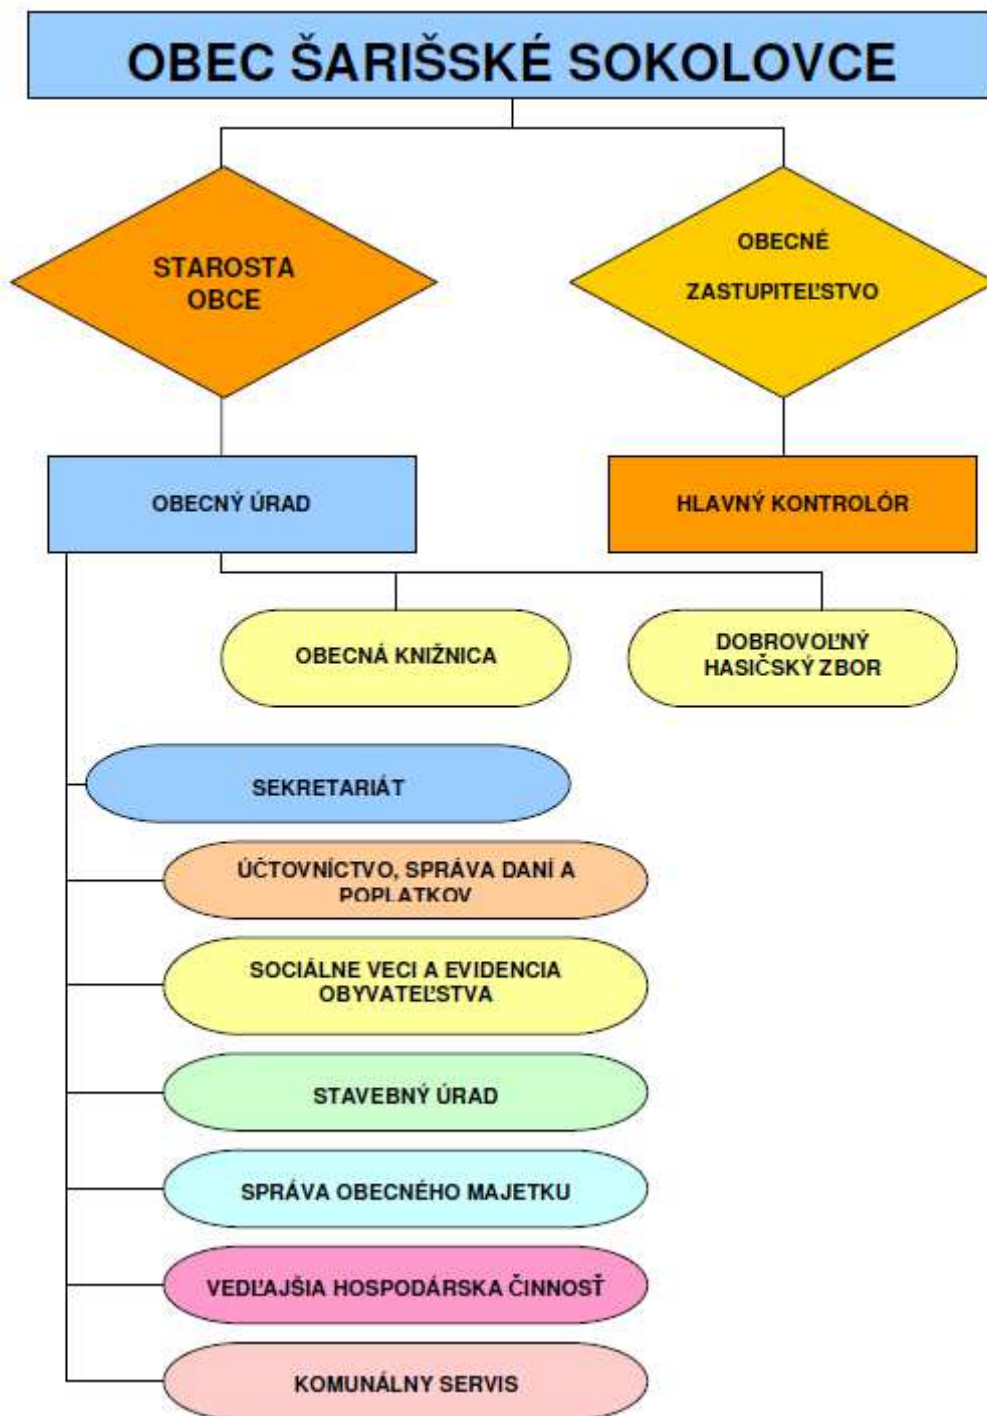 OBEC ŠARIŠSKÉ SOKOLOVCE
STAROSTA
OBCE
OBECNÉ
ZASTUPITEĽSTVO
OBECNÝ ÚRAD
HLAVNÝ KONTROLÓR
OBECNÁ KNIŽNICA
DOBROVOĽNÝ
HASIČSKÝ ZBOR
SEKRETARIÁT
ÚČTOVNÍCTVO, SPRÁVA DANÍ A
POPLATKOV
SOCIÁLNE VECI A EVIDENCIA
OBYVATEĽSTVA
STAVEBNÝ ÚRAD
SPRÁVA OBECNÉHO MAJETKU
VEDĽAJŠIA HOSPODÁRSKA ČINNOSŤ
KOMUNÁLNY SERVIS